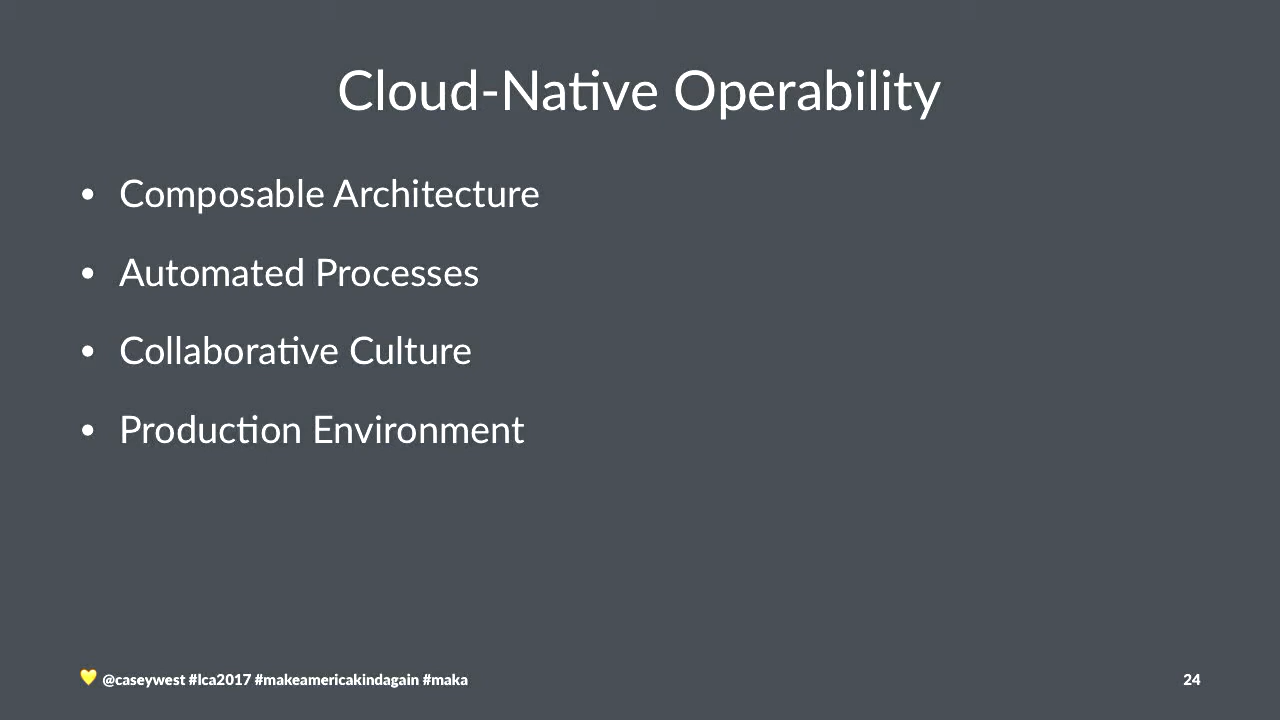 Cloud-Native Operability
• Composable Architecture
• Automated Processes
• Collaborative Culture
• Production Environment
💛 @caseywest #lca2017 #makeamericakindagain #maka
24